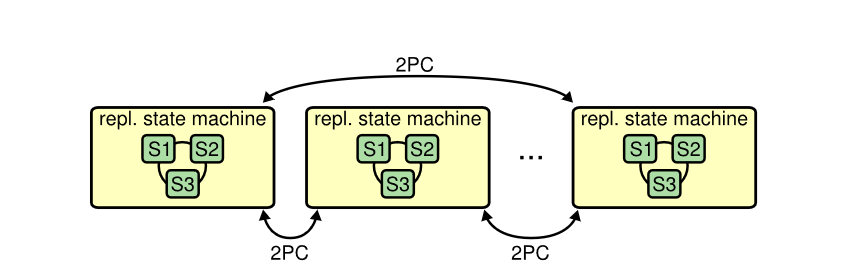 2PC
repl. state machine
S1 S2
S3
repl. state machine
S1 S2
S3
...
repl. state machine
S1 S2
S3
2PC
2PC